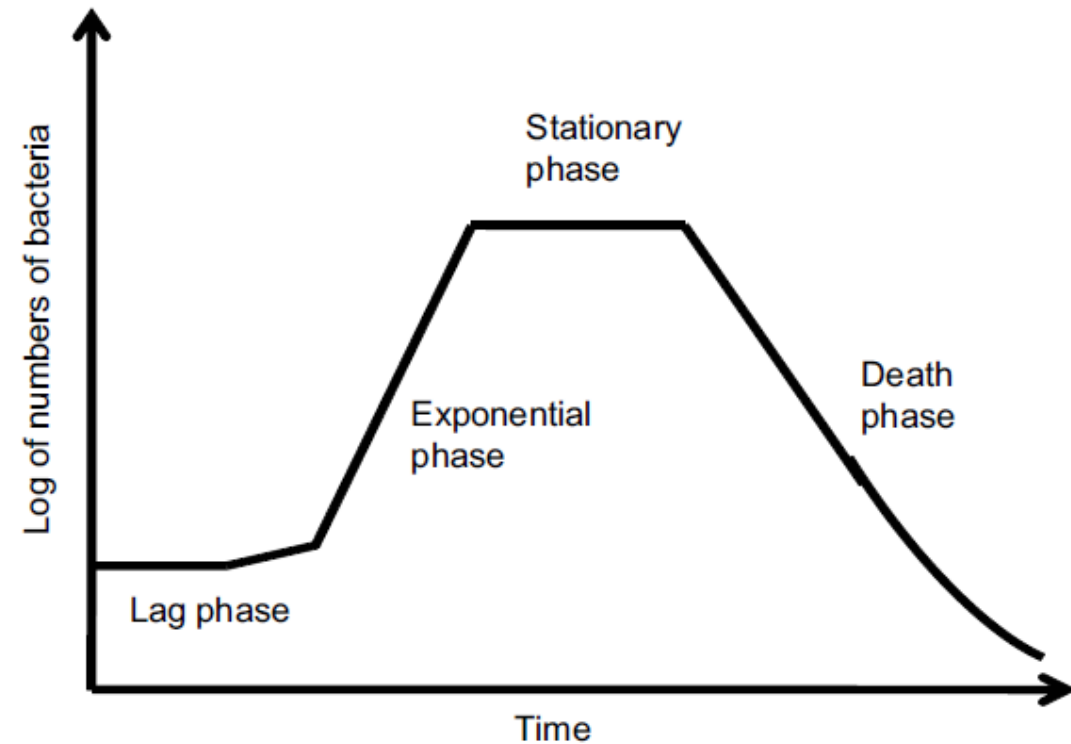 Log of numbers of bacteria
Stationary
phase
Death
phase
Exponential
phase
Lag phase
Time